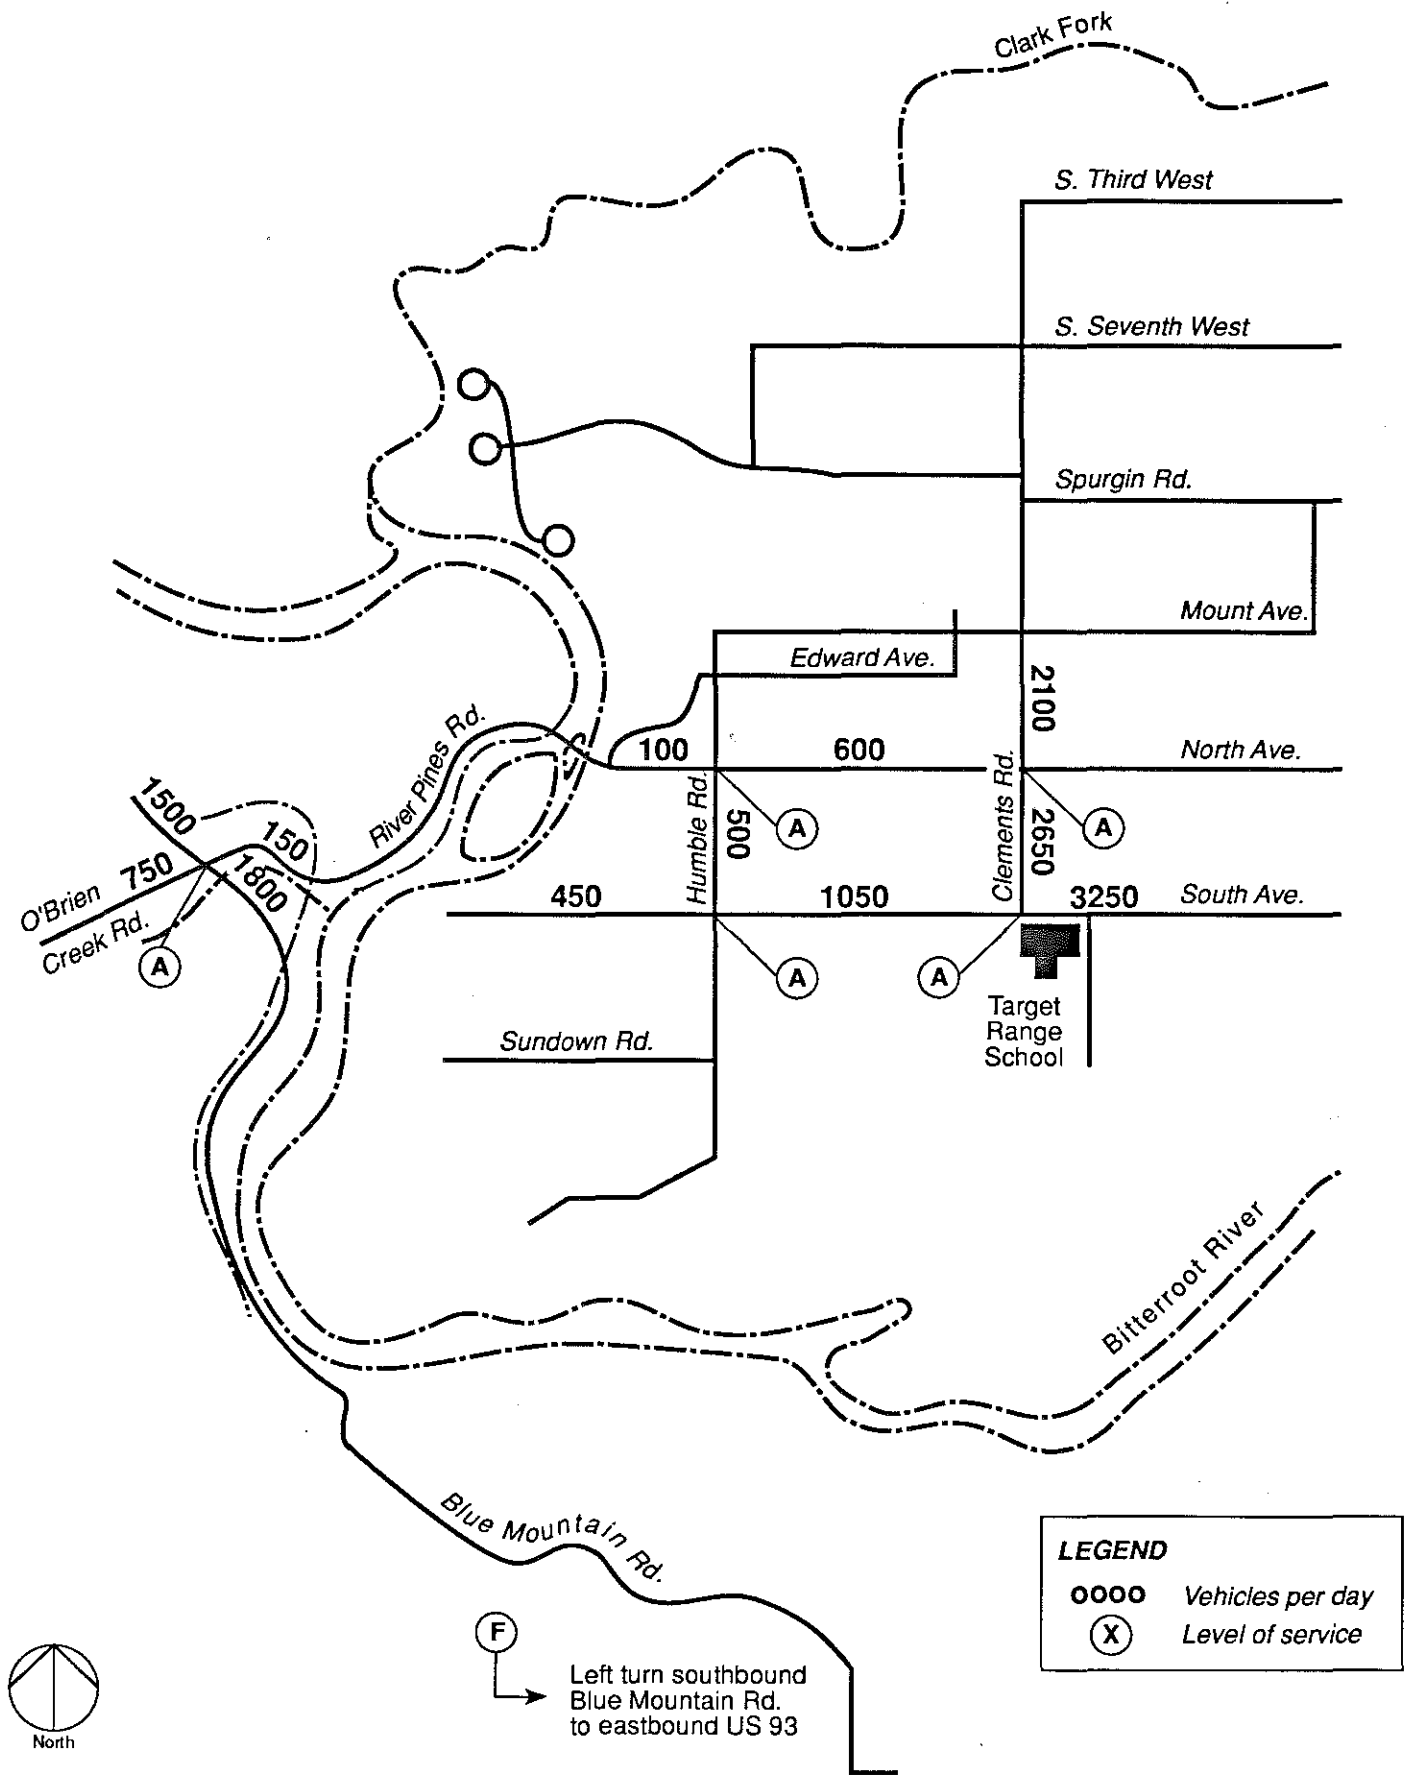 Clark Fork
S. Third West
S. Seventh West
Spurgin Rd.
Mount Ave.
Edward Ave.
2100
River Pines Rd.
100
600
North Ave.
1500
150
Humble Rd.
500
A
Clements Rd.
2650
A
O'Brien
Creek Rd.
750
1800
A
450
1050
3250
South Ave.
A
A
Target
Range
School
Sundown Rd.
Bitterroot River
Blue Mountain Rd.
LEGEND
0000 Vehicles per day
X Level of service
F
Left turn southbound
Blue Mountain Rd.
to eastbound US 93
North